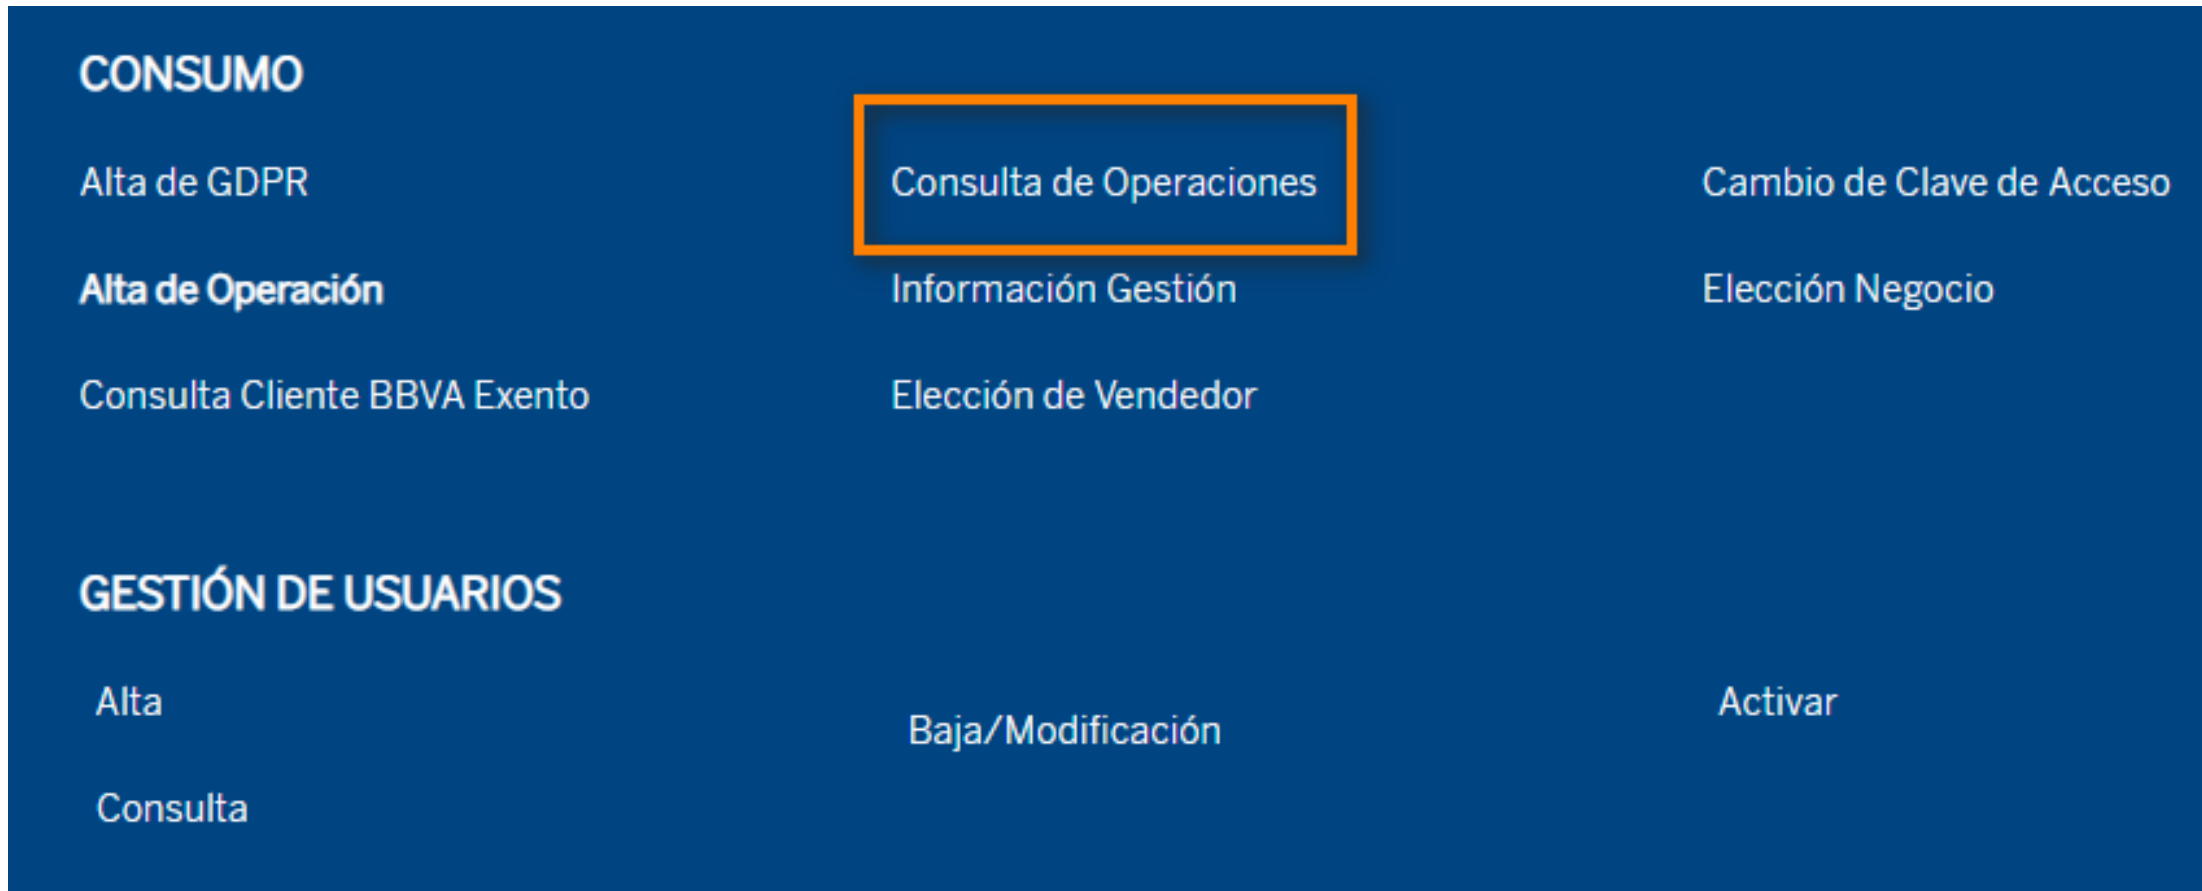 CONSUMO
Alta de GDPR
Consulta de Operaciones
Cambio de Clave de Acceso
Alta de Operación
Información Gestión
Elección Negocio
Consulta Cliente BBVA Exento
Elección de Vendedor
GESTIÓN DE USUARIOS
Alta
Baja/Modificación
Activar
Consulta